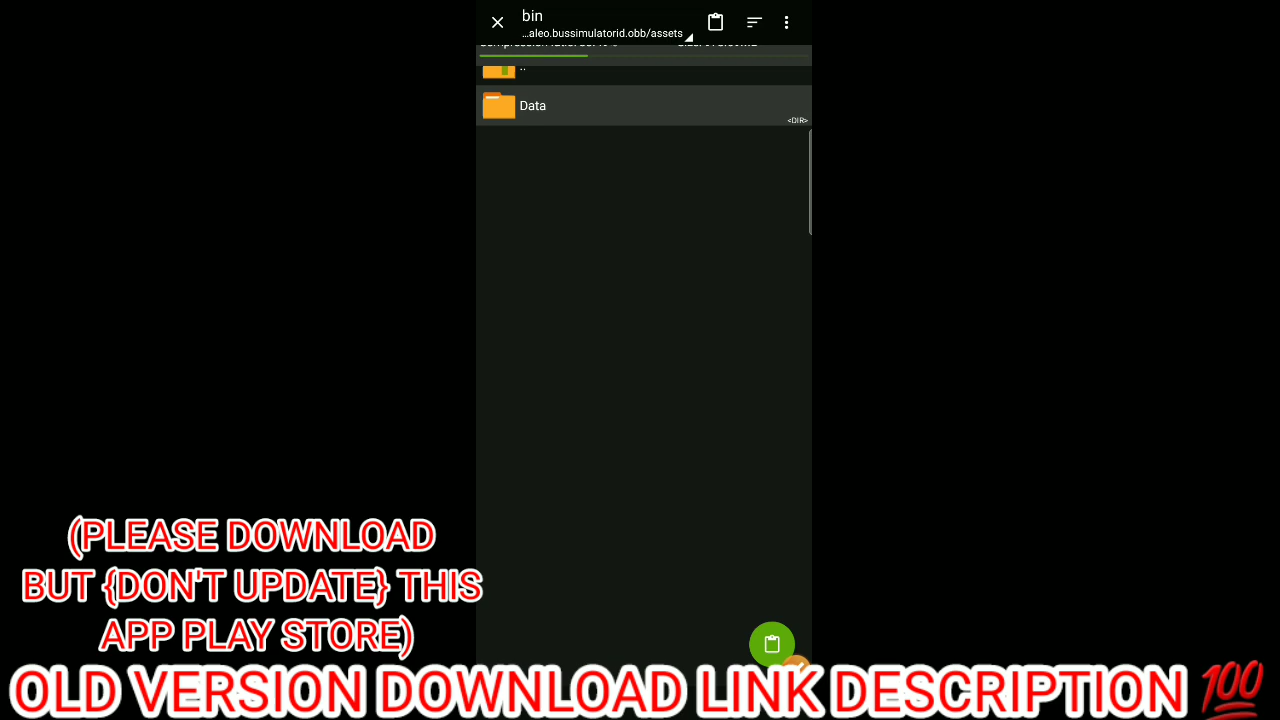 bin
...aleo.bussimulatorid.obb/assets
..
Data
<DIR>
(PLEASE DOWNLOAD
BUT {DON'T UPDATE} THIS
APP PLAY STORE)
OLD VERSION DOWNLOAD LINK DESCRIPTION 💯